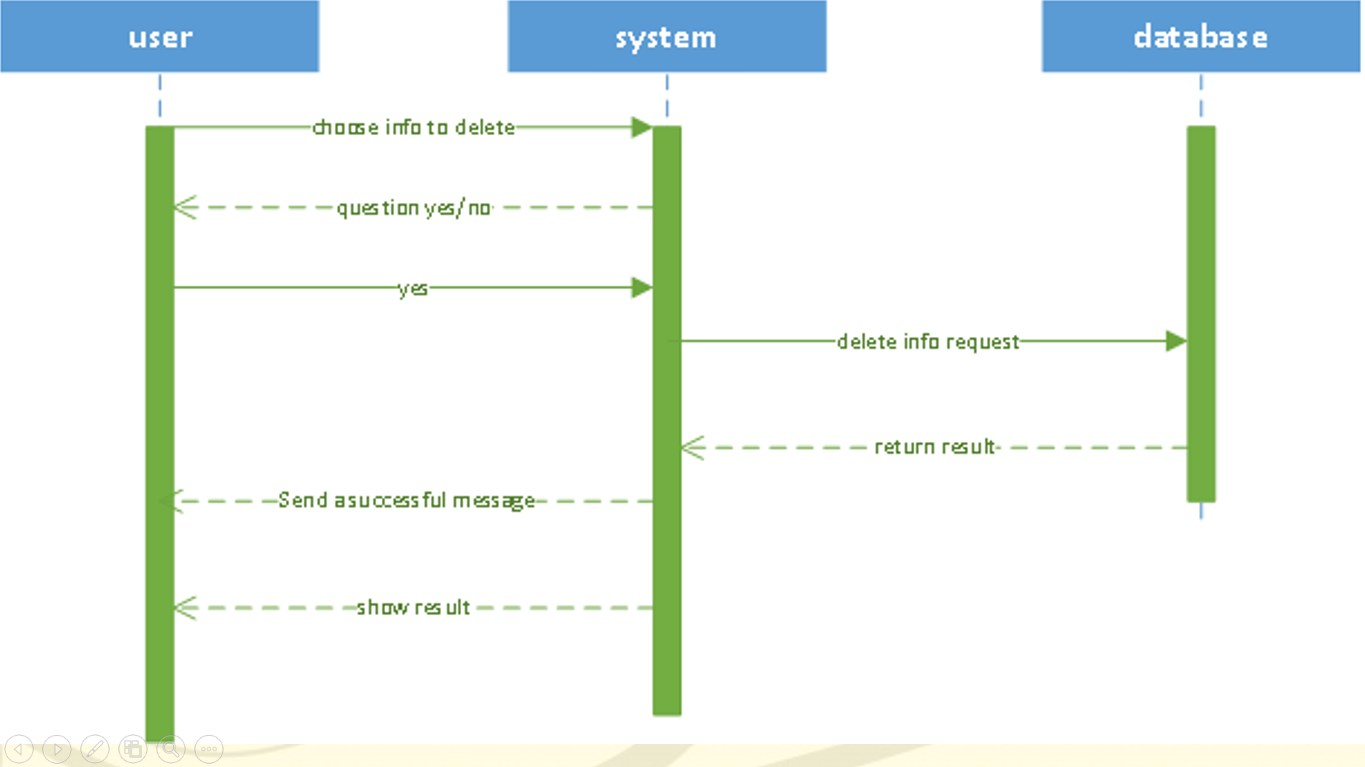 user
system
database
choose info to delete
question yes/no
yes
delete info request
return result
Send a successful message
show result